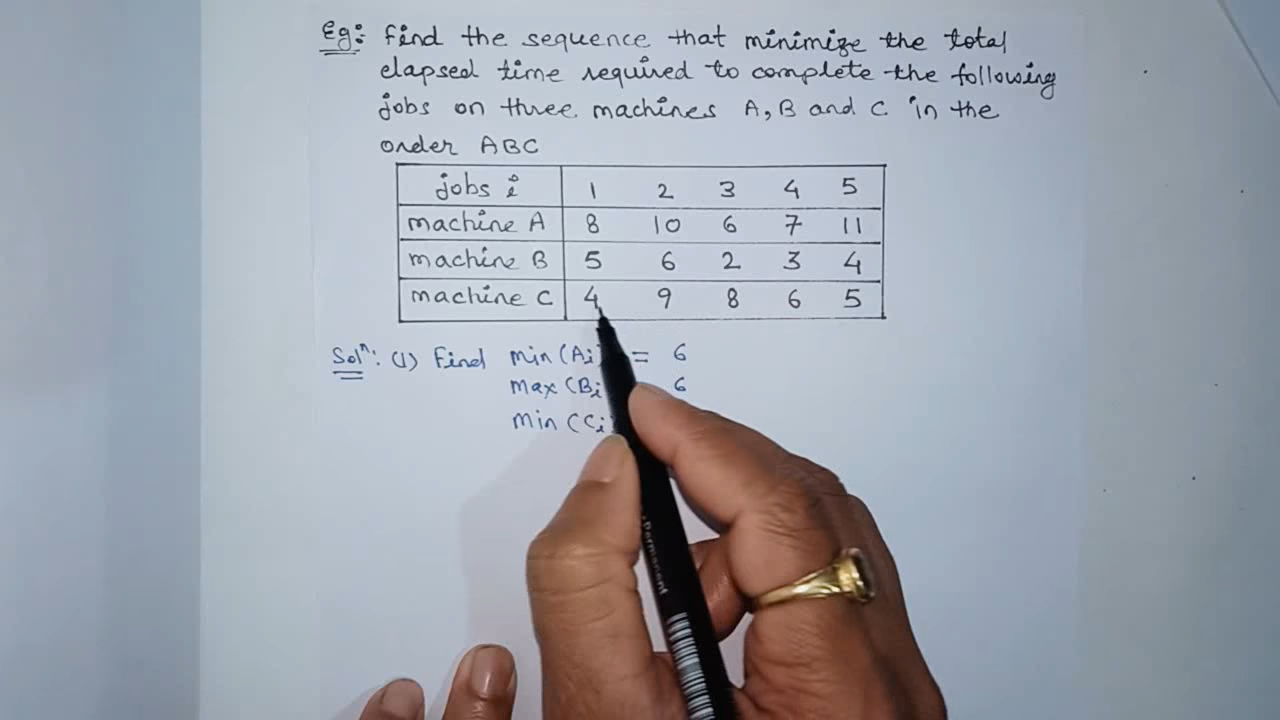 Eg: Find the sequence that minimize the total
elapsed time required to complete the following
jobs on three machines A, B and C in the
order ABC
jobs i 1 2 3 4 5
machine A 8 10 6 7 11
machine B 5 6 2 3 4
machine C 4 9 8 6 5
Solⁿ: (1) Find min (Ai) = 6
max (Bi 6
min (Ci
Permanent